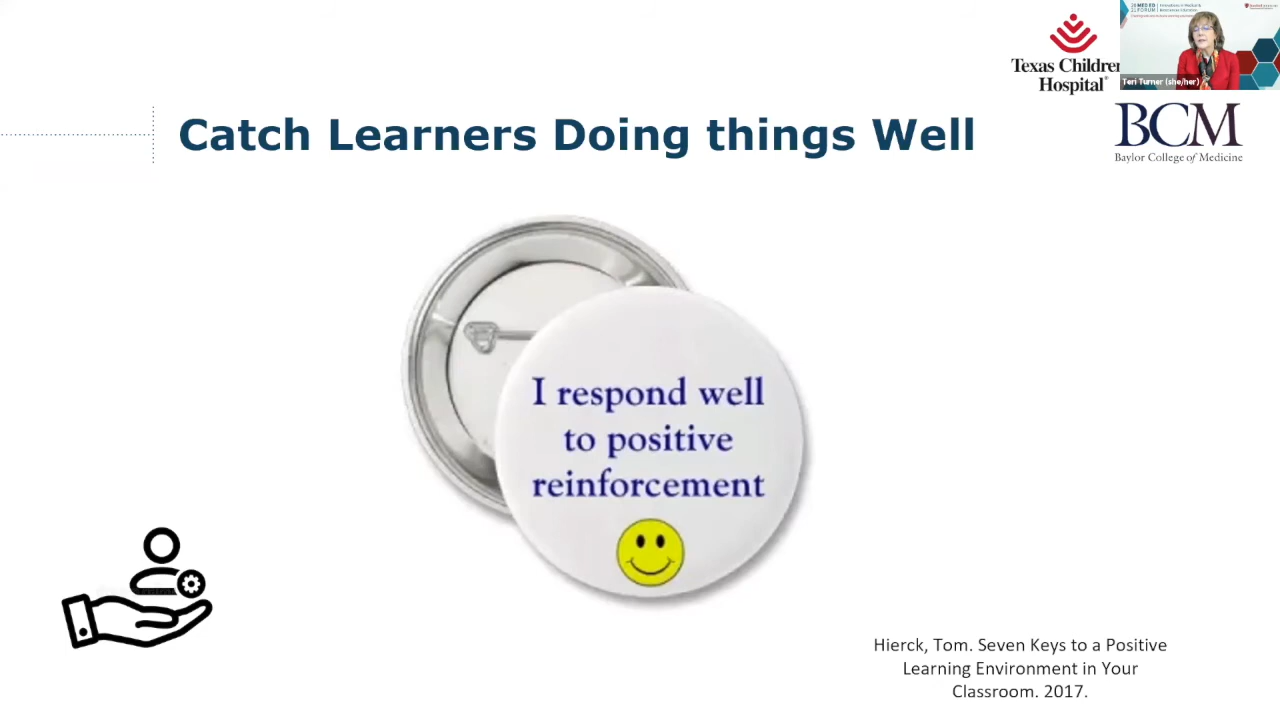 Texas Children
Hospital
Teri Turner (she/her)
BCM
Baylor College of Medicine
Catch Learners Doing things Well
I respond well
to positive
reinforcement
Hierck, Tom. Seven Keys to a Positive
Learning Environment in Your
Classroom. 2017.